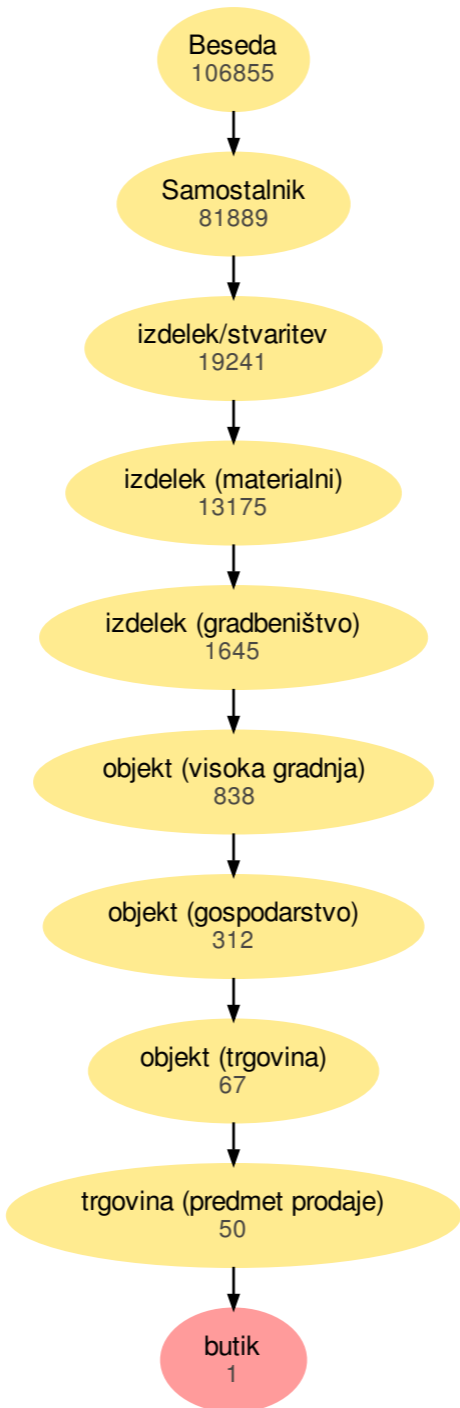 Beseda
106855
Samostalnik
81889
izdelek/stvaritev
19241
izdelek (materialni)
13175
izdelek (gradbeništvo)
1645
objekt (visoka gradnja)
838
objekt (gospodarstvo)
312
objekt (trgovina)
67
trgovina (predmet prodaje)
50
butik
1